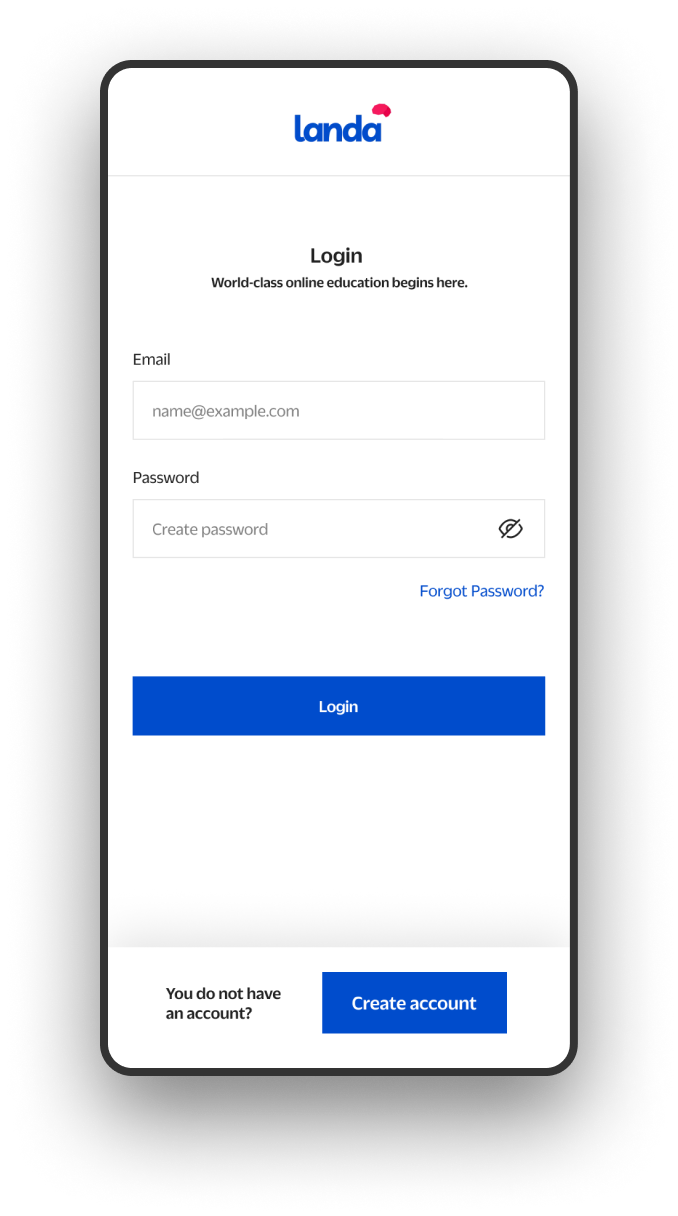 landa
Login
World-class online education begins here.
Email
name@example.com
Password
Create password
Forgot Password?
Login
You do not have
an account?
Create account